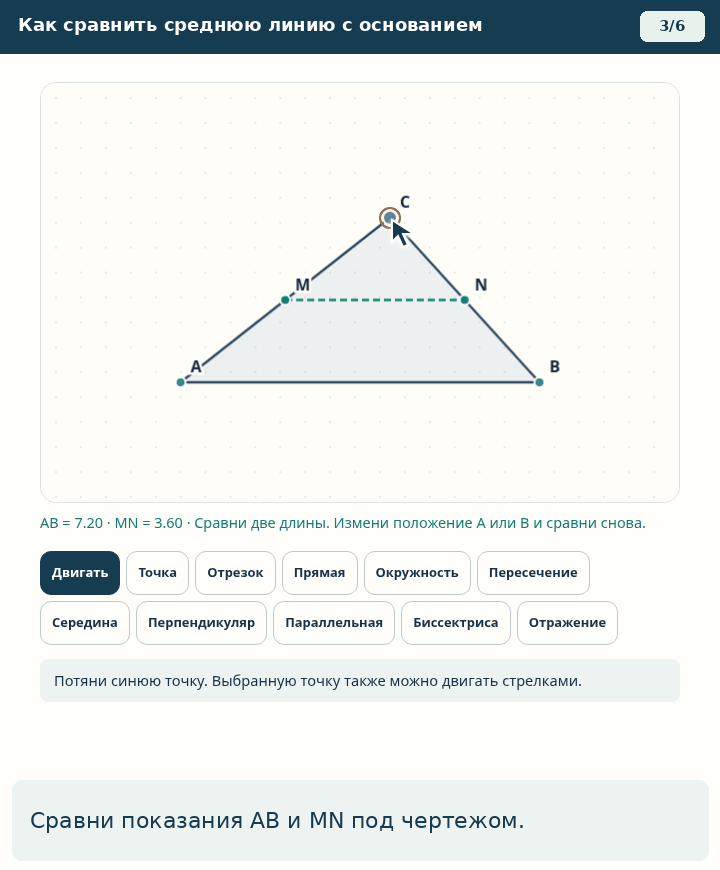 Как сравнить среднюю линию с основанием
3/6
C
M
N
A
B
AB = 7.20 · MN = 3.60 · Сравни две длины. Измени положение A или B и сравни снова.
Двигать
Точка
Отрезок
Прямая
Окружность
Пересечение
Середина
Перпендикуляр
Параллельная
Биссектриса
Отражение
Потяни синюю точку. Выбранную точку также можно двигать стрелками.
Сравни показания AB и MN под чертежом.